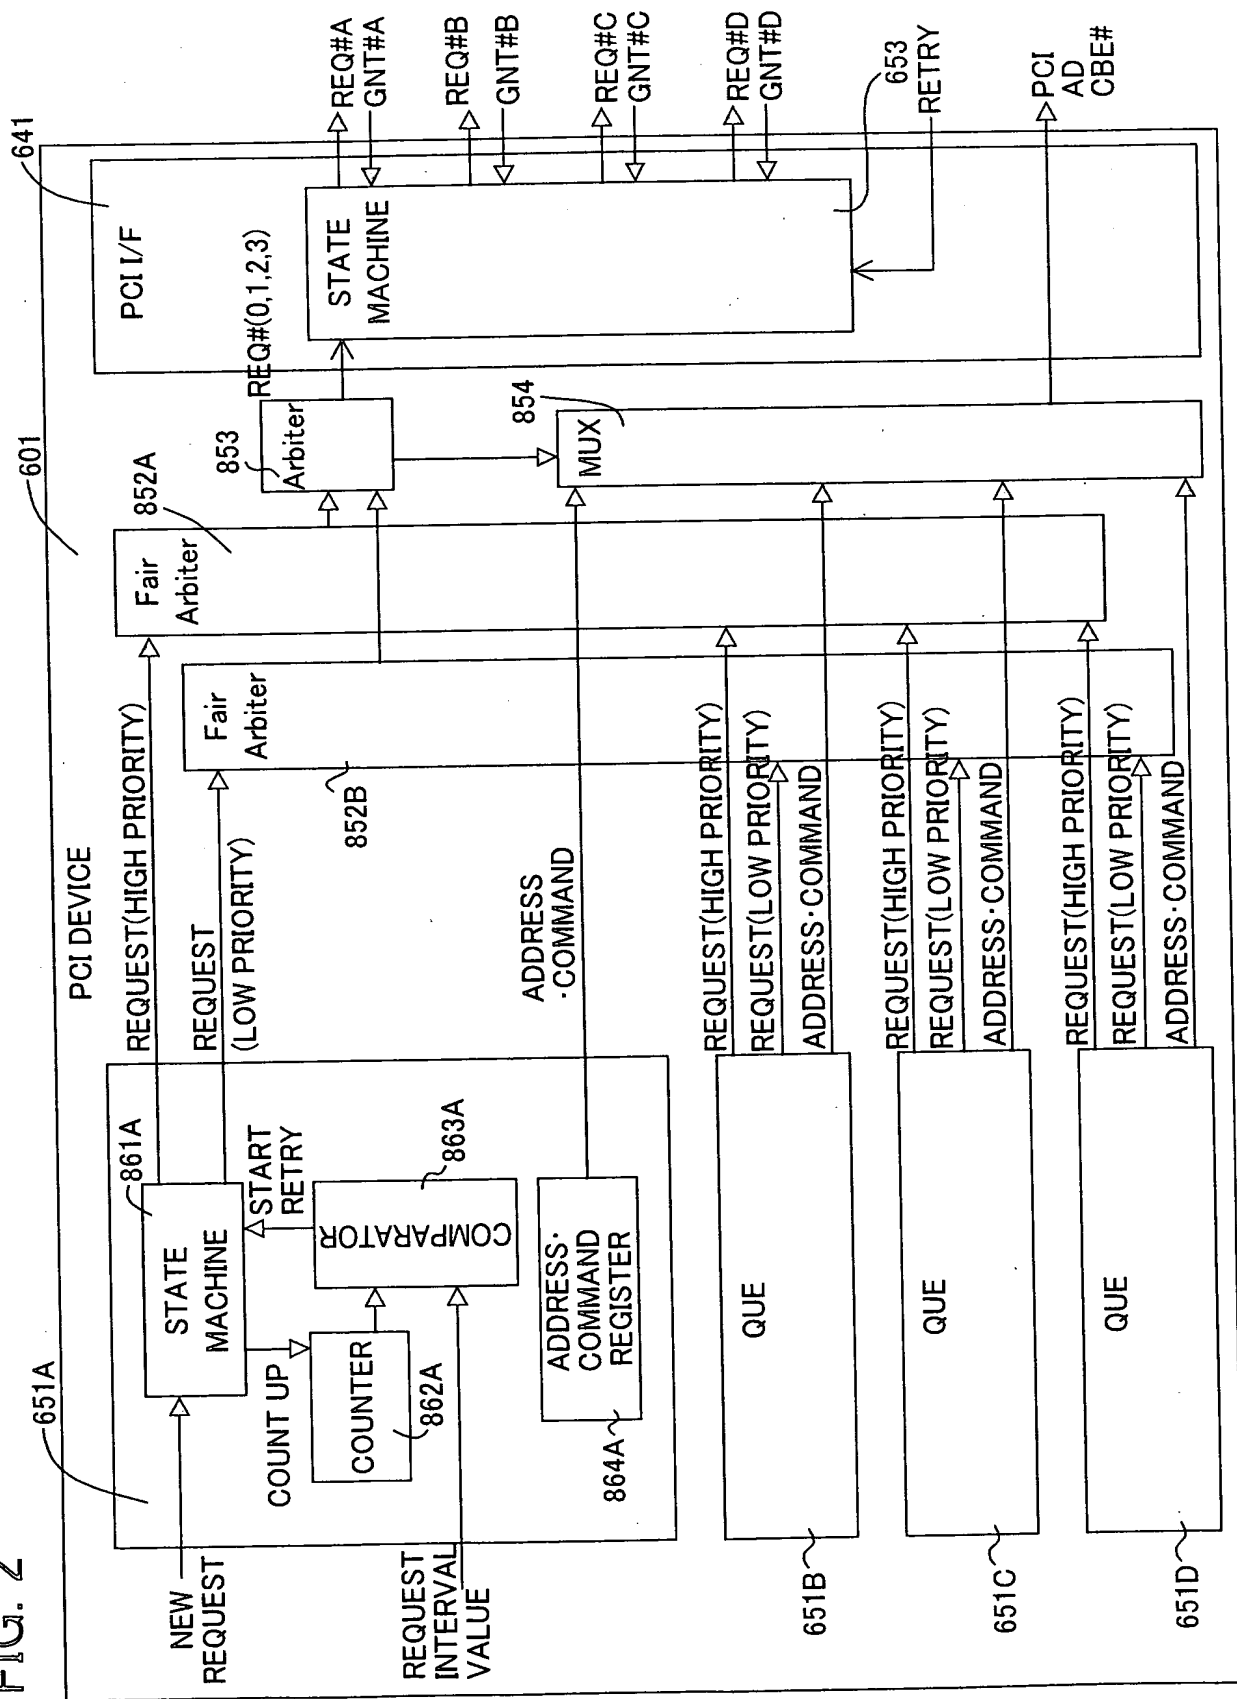 FIG. 2
PCI DEVICE
601
641
651A
NEW
REQUEST
REQUEST
INTERVAL
VALUE
861A
STATE
MACHINE
COUNT UP
COUNTER
862A
START
RETRY
COMPARATOR
863A
ADDRESS·
COMMAND
REGISTER
864A
REQUEST(HIGH PRIORITY)
REQUEST
(LOW PRIORITY)
ADDRESS
·COMMAND
Fair
Arbiter
852A
Fair
Arbiter
852B
853
Arbiter
REQ#(0,1,2,3)
854
MUX
PCI I/F
STATE
MACHINE
653
REQ#A
GNT#A
REQ#B
GNT#B
REQ#C
GNT#C
REQ#D
GNT#D
RETRY
PCI
AD
CBE#
QUE
651B
REQUEST(HIGH PRIORITY)
REQUEST(LOW PRIORITY)
ADDRESS·COMMAND
QUE
651C
REQUEST(HIGH PRIORITY)
REQUEST(LOW PRIORITY)
ADDRESS·COMMAND
QUE
651D
REQUEST(HIGH PRIORITY)
REQUEST(LOW PRIORITY)
ADDRESS·COMMAND